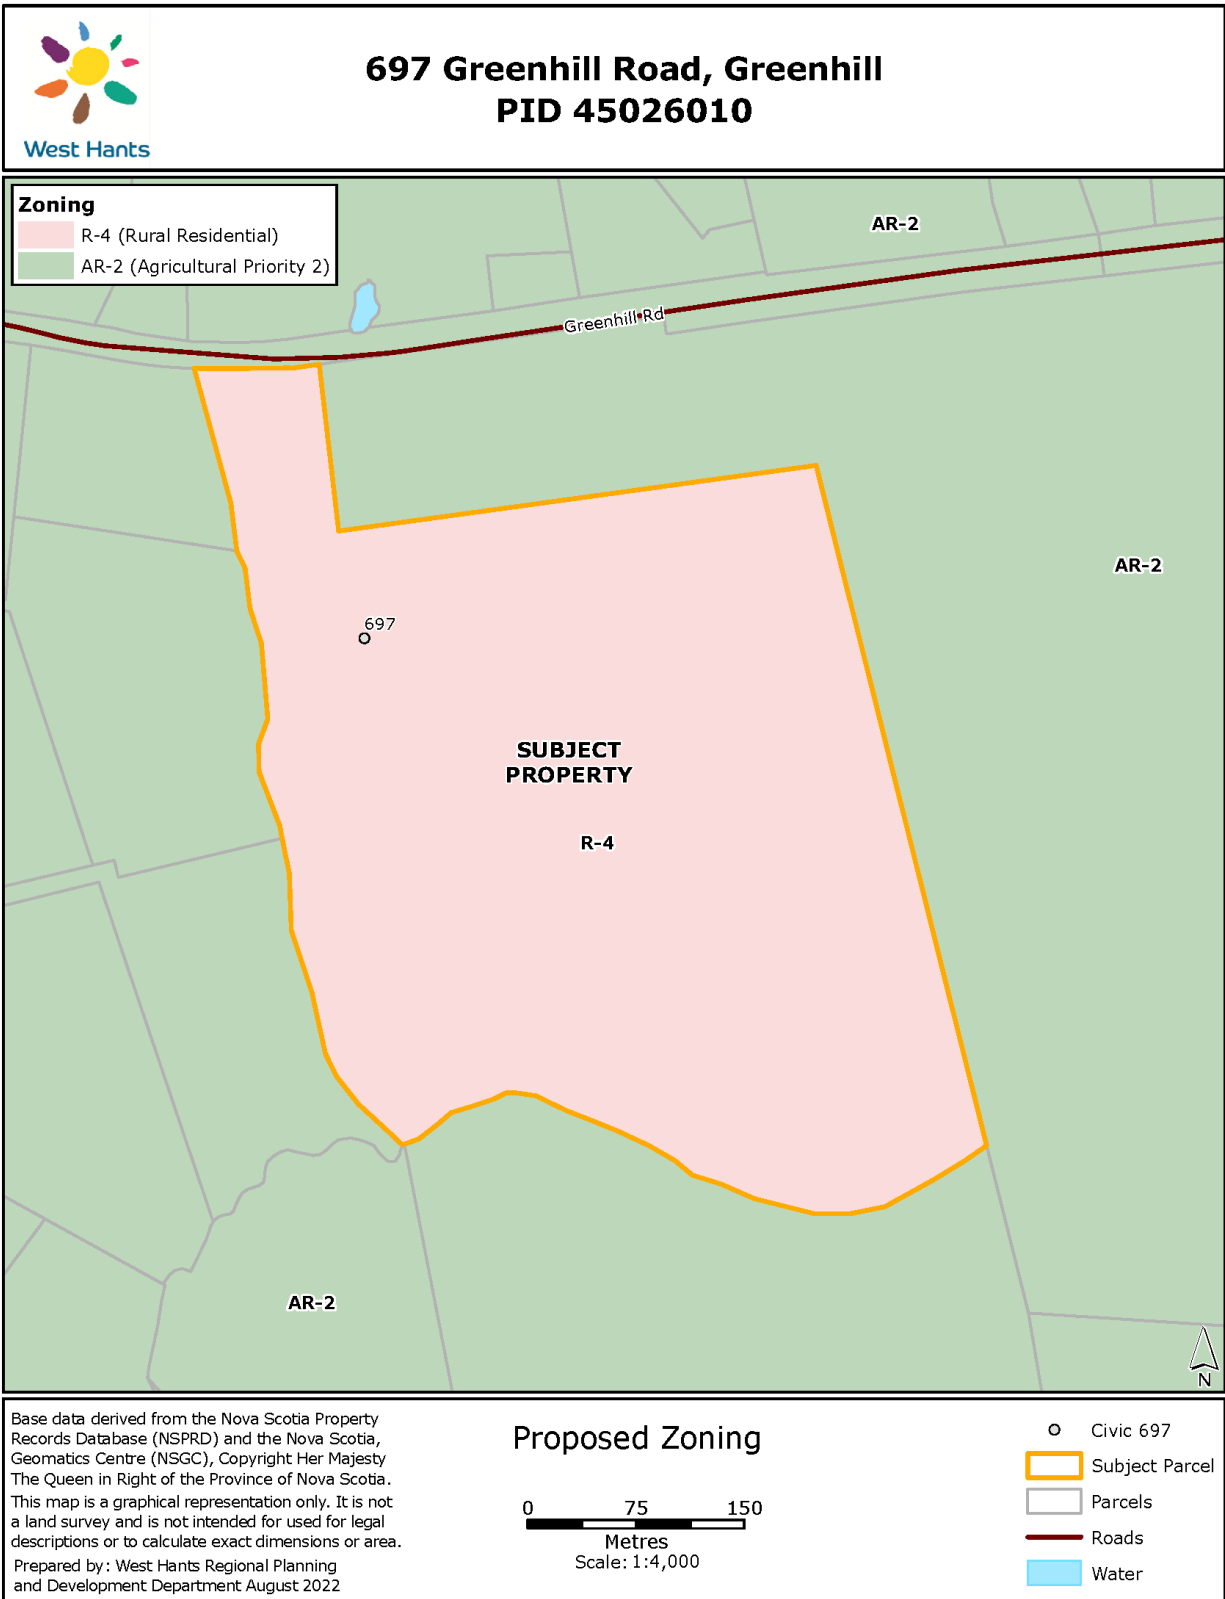 697 Greenhill Road, Greenhill
PID 45026010
West Hants
Zoning
R-4 (Rural Residential)
AR-2 (Agricultural Priority 2)
AR-2
Greenhill Rd
AR-2
697
SUBJECT
PROPERTY
R-4
AR-2
N
Base data derived from the Nova Scotia Property
Records Database (NSPRD) and the Nova Scotia,
Geomatics Centre (NSGC), Copyright Her Majesty
The Queen in Right of the Province of Nova Scotia.
This map is a graphical representation only. It is not
a land survey and is not intended for used for legal
descriptions or to calculate exact dimensions or area.
Prepared by: West Hants Regional Planning
and Development Department August 2022
Proposed Zoning
0 75 150
Metres
Scale: 1:4,000
Civic 697
Subject Parcel
Parcels
Roads
Water